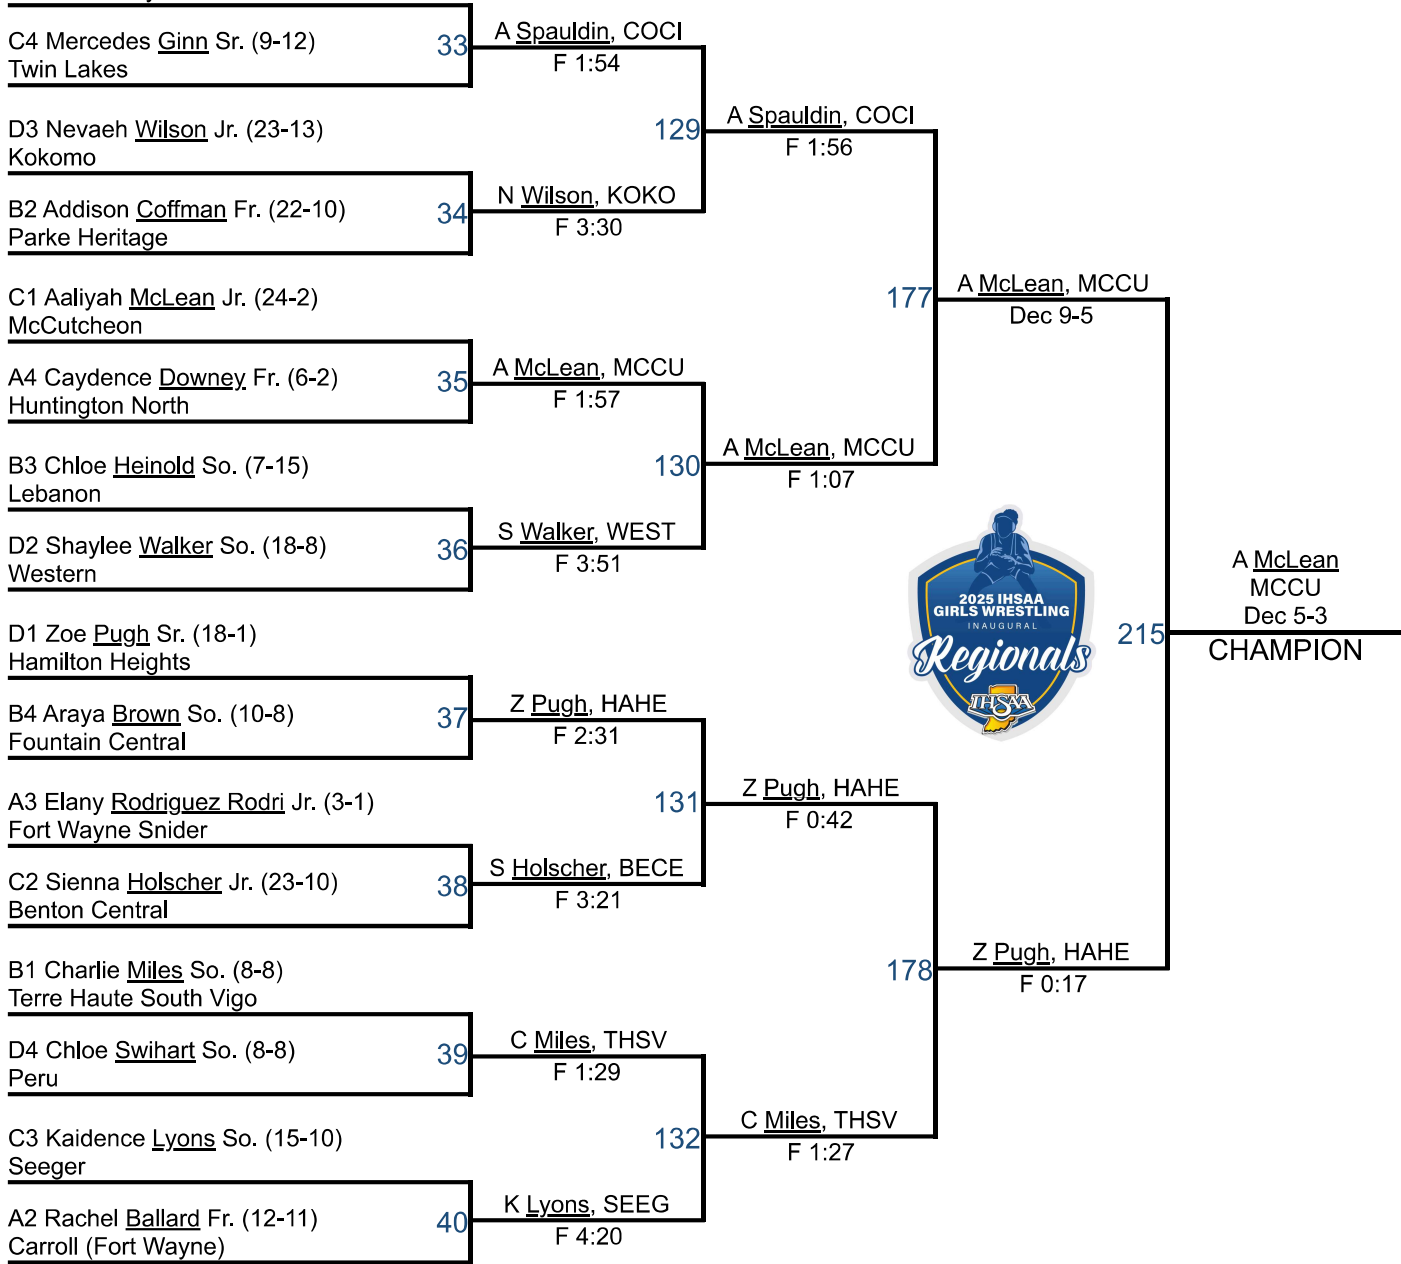 C4 Mercedes Ginn Sr. (9-12)
Twin Lakes
33
A Spauldin, COCI
F 1:54
D3 Nevaeh Wilson Jr. (23-13)
Kokomo
129
A Spauldin, COCI
F 1:56
B2 Addison Coffman Fr. (22-10)
Parke Heritage
34
N Wilson, KOKO
F 3:30
C1 Aaliyah McLean Jr. (24-2)
McCutcheon
177
A McLean, MCCU
Dec 9-5
A4 Caydence Downey Fr. (6-2)
Huntington North
35
A McLean, MCCU
F 1:57
B3 Chloe Heinold So. (7-15)
Lebanon
130
A McLean, MCCU
F 1:07
D2 Shaylee Walker So. (18-8)
Western
36
S Walker, WEST
F 3:51
2025 IHSAA
GIRLS WRESTLING
INAUGURAL
Regionals
IHSAA
215
A McLean
MCCU
Dec 5-3
CHAMPION
D1 Zoe Pugh Sr. (18-1)
Hamilton Heights
B4 Araya Brown So. (10-8)
Fountain Central
37
Z Pugh, HAHE
F 2:31
A3 Elany Rodriguez Rodri Jr. (3-1)
Fort Wayne Snider
131
Z Pugh, HAHE
F 0:42
C2 Sienna Holscher Jr. (23-10)
Benton Central
38
S Holscher, BECE
F 3:21
B1 Charlie Miles So. (8-8)
Terre Haute South Vigo
178
Z Pugh, HAHE
F 0:17
D4 Chloe Swihart So. (8-8)
Peru
39
C Miles, THSV
F 1:29
C3 Kaidence Lyons So. (15-10)
Seeger
132
C Miles, THSV
F 1:27
A2 Rachel Ballard Fr. (12-11)
Carroll (Fort Wayne)
40
K Lyons, SEEG
F 4:20